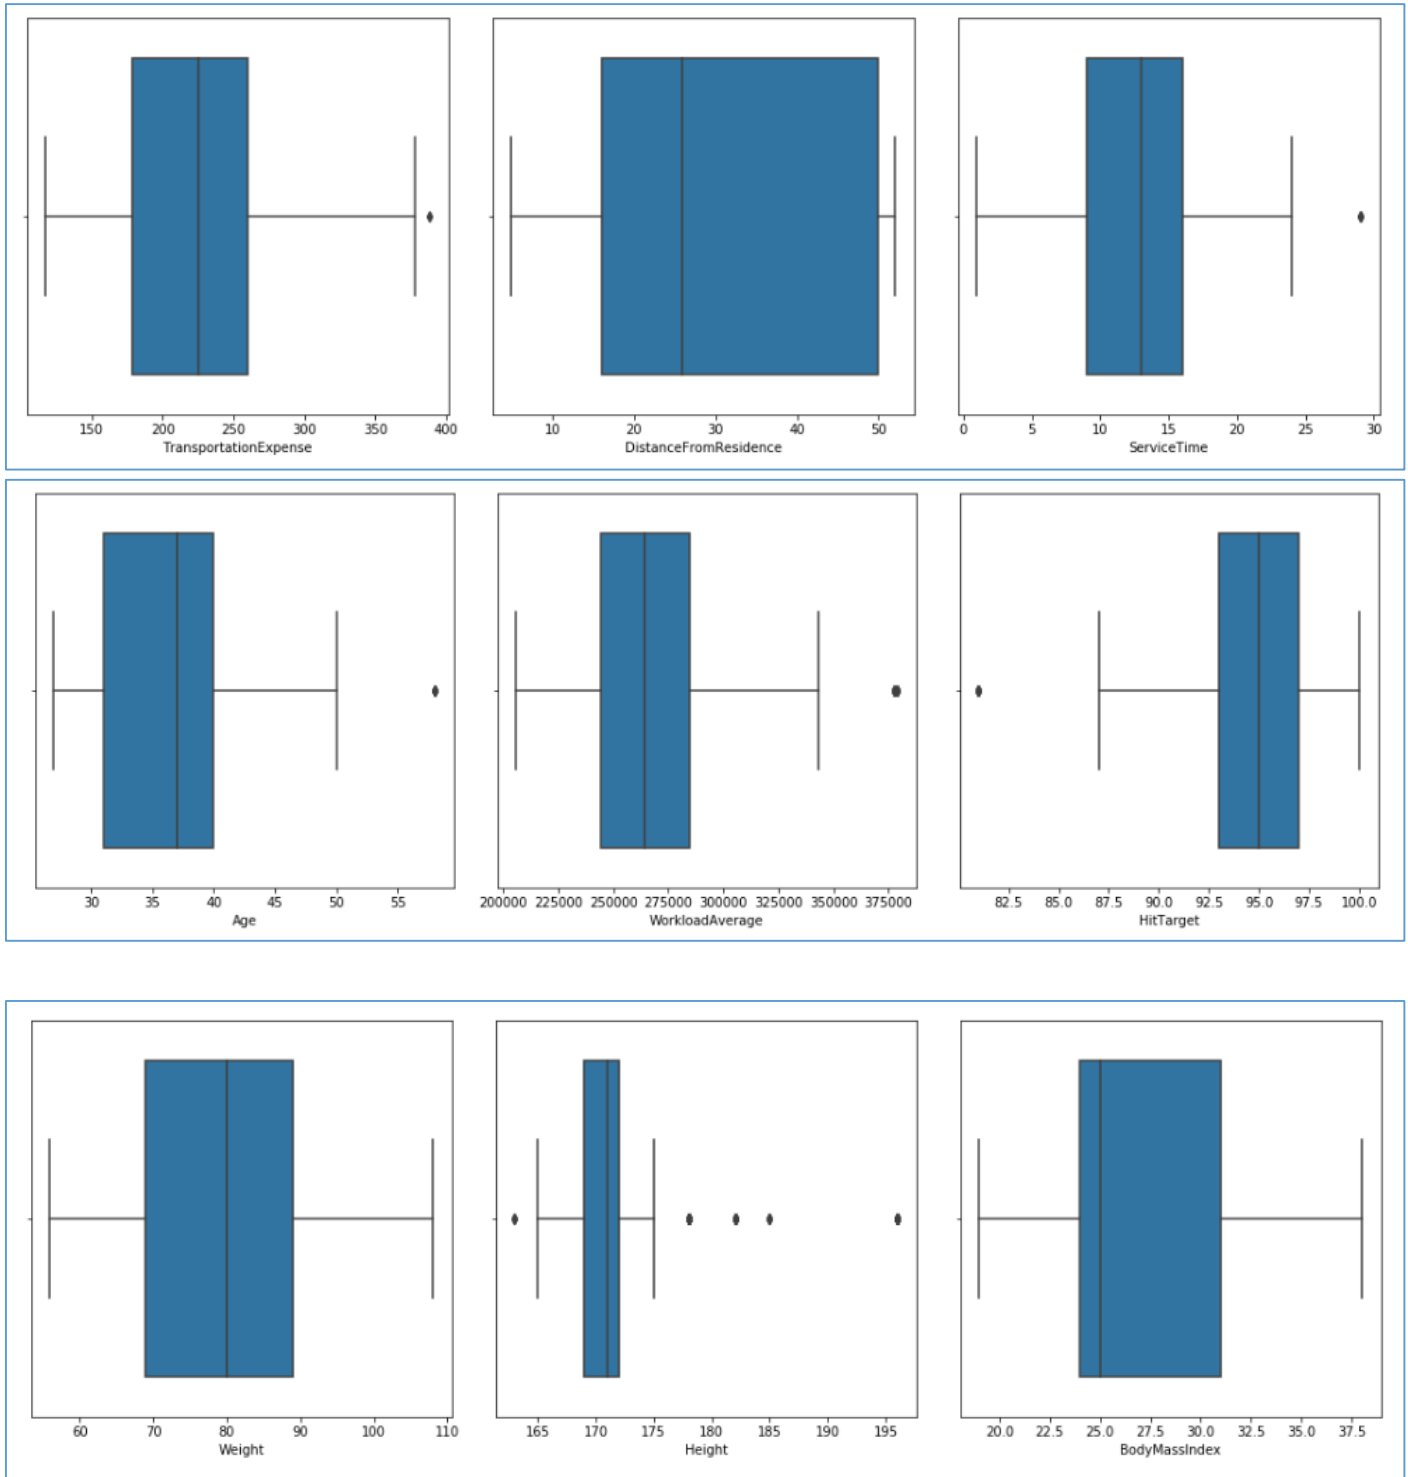 150 200 250 300 350 400
TransportationExpense
10 20 30 40 50
DistanceFromResidence
0 5 10 15 20 25 30
ServiceTime
30 35 40 45 50 55
Age
200000 225000 250000 275000 300000 325000 350000 375000
WorkloadAverage
82.5 85.0 87.5 90.0 92.5 95.0 97.5 100.0
HitTarget
60 70 80 90 100 110
Weight
165 170 175 180 185 190 195
Height
20.0 22.5 25.0 27.5 30.0 32.5 35.0 37.5
BodyMassIndex